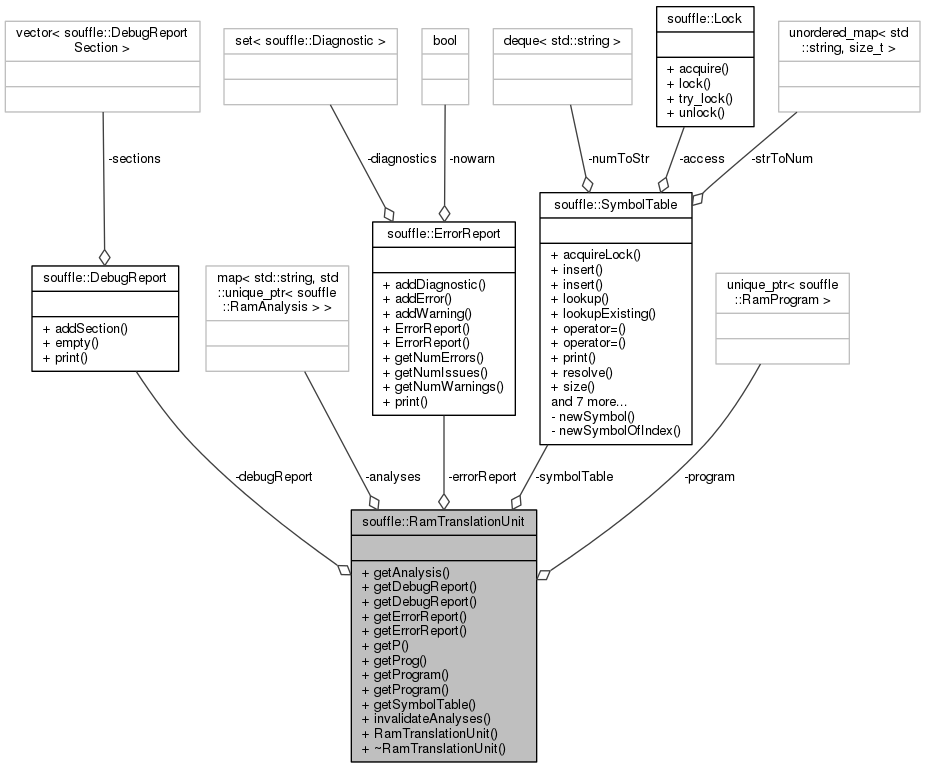 vector< souffle::DebugReport
Section >
set< souffle::Diagnostic >
bool
deque< std::string >
souffle::Lock
+ acquire()
+ lock()
+ try_lock()
+ unlock()
unordered_map< std
::string, size_t >
-sections
-diagnostics
-nowarn
-numToStr
-access
-strToNum
souffle::DebugReport
+ addSection()
+ empty()
+ print()
map< std::string, std
::unique_ptr< souffle
::RamAnalysis > >
souffle::ErrorReport
+ addDiagnostic()
+ addError()
+ addWarning()
+ ErrorReport()
+ ErrorReport()
+ getNumErrors()
+ getNumIssues()
+ getNumWarnings()
+ print()
souffle::SymbolTable
+ acquireLock()
+ insert()
+ insert()
+ lookup()
+ lookupExisting()
+ operator=()
+ operator=()
+ print()
+ resolve()
+ size()
and 7 more...
- newSymbol()
- newSymbolOfIndex()
unique_ptr< souffle
::RamProgram >
-debugReport
-analyses
-errorReport
-symbolTable
-program
souffle::RamTranslationUnit
+ getAnalysis()
+ getDebugReport()
+ getDebugReport()
+ getErrorReport()
+ getErrorReport()
+ getP()
+ getProg()
+ getProgram()
+ getProgram()
+ getSymbolTable()
+ invalidateAnalyses()
+ RamTranslationUnit()
+ ~RamTranslationUnit()